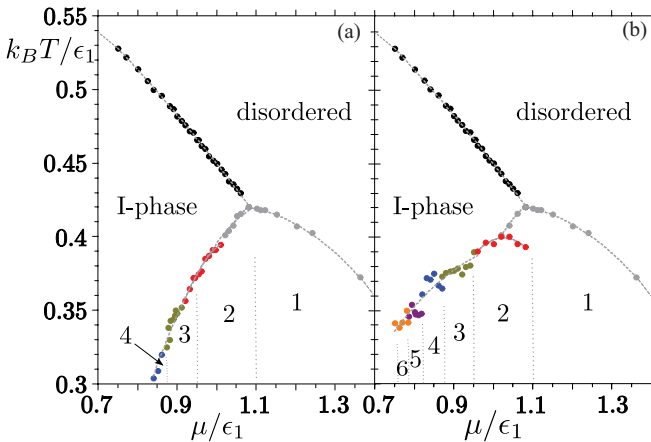 0.55
k_B T/ϵ_1
0.5
0.45
0.4
0.35
0.3
(a)
disordered
I-phase
4
3
2
1
0.7
0.9
1.1
1.3
μ/ϵ_1
(b)
disordered
I-phase
6
5
4
3
2
1
0.7
0.9
1.1
1.3
μ/ϵ_1